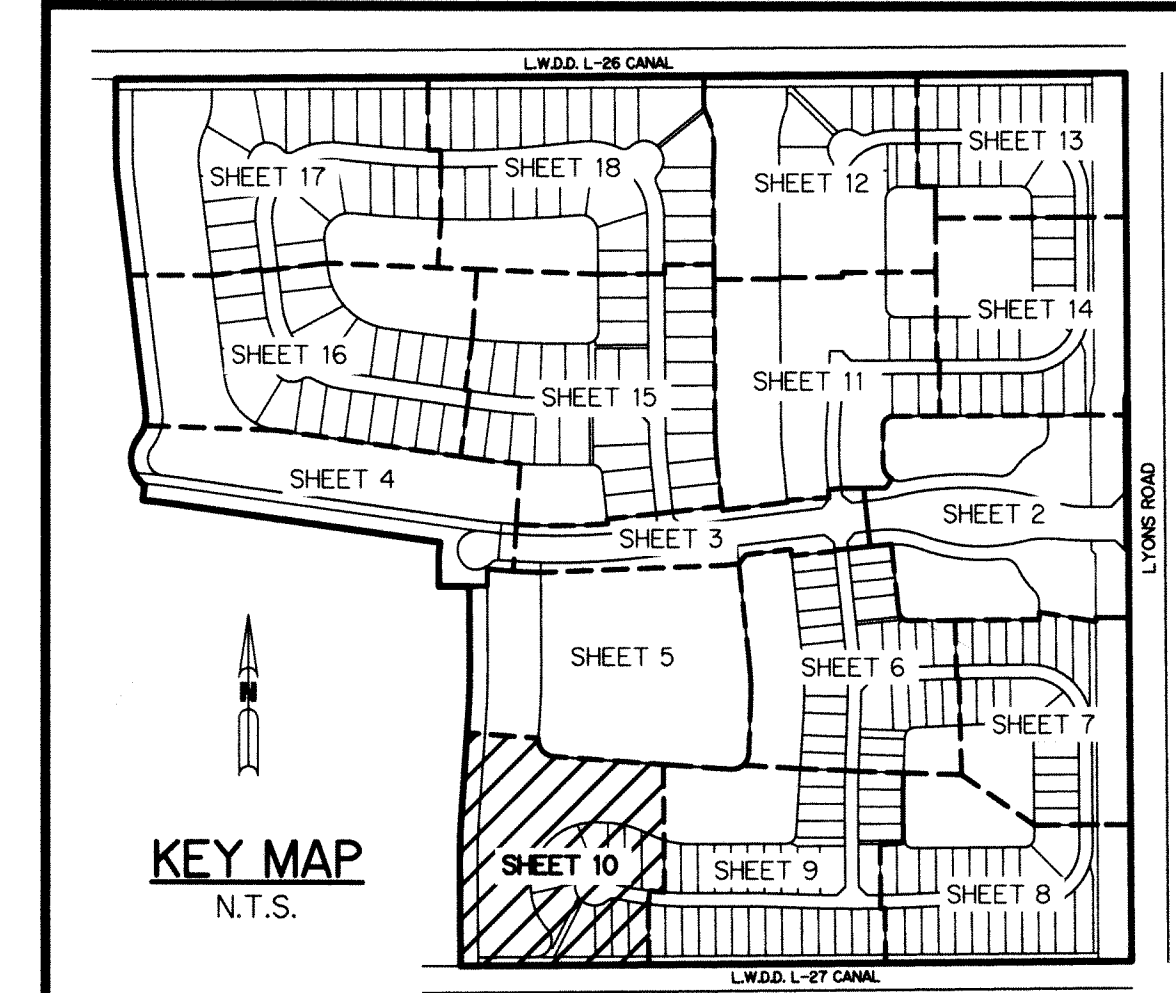 L.W.D.D. L-26 CANAL
SHEET 13
SHEET 18
SHEET 17
SHEET 12
SHEET 14
SHEET 16
SHEET 11
SHEET 15
SHEET 4
SHEET 2
LYONS ROAD
SHEET 3
SHEET 5
SHEET 6
N
SHEET 7
KEY MAP
SHEET 10
SHEET 9
SHEET 8
N.T.S.
L.W.D.D. L-27 CANAL